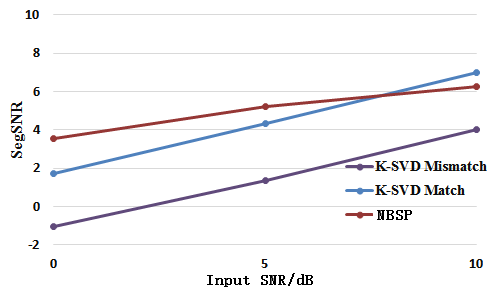 10
8
6
4
2
0
-2
SegSNR
K-SVD Mismatch
K-SVD Match
NBSP
0
5
10
Input SNR/dB